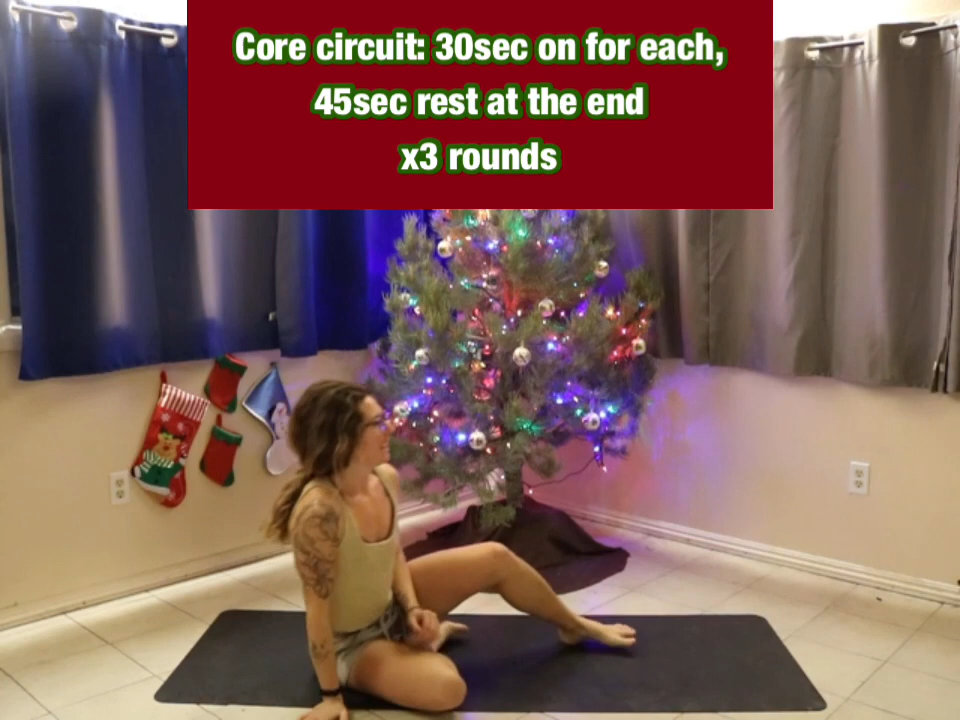 Core circuit: 30sec on for each,
45sec rest at the end
x3 rounds